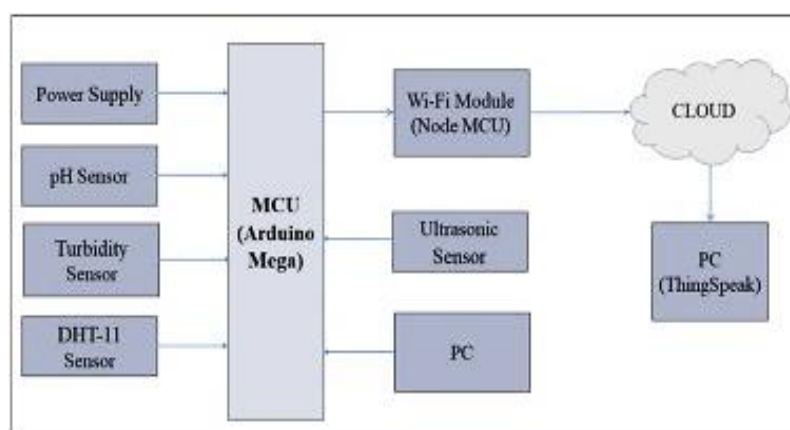 Power Supply
pH Sensor
Turbidity
Sensor
DHT-11
Sensor
MCU
(Arduino
Mega)
Wi-Fi Module
(Node MCU)
Ultrasonic
Sensor
PC
CLOUD
PC
(ThingSpeak)